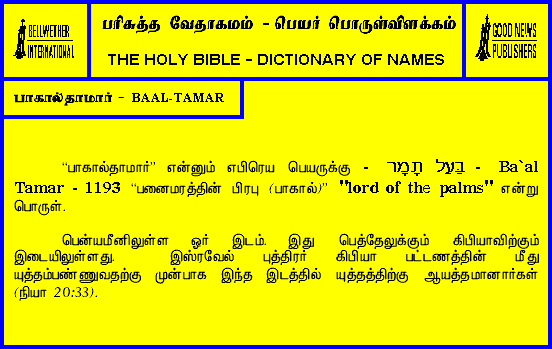 BELLWETHER
INTERNATIONAL
பரிசுத்த வேதாகமம் - பெயர் பொருள்விளக்கம்
THE HOLY BIBLE - DICTIONARY OF NAMES
GOOD NEWS
PUBLISHERS
பாகால்தாமார் - BAAL-TAMAR
“பாகால்தாமார்” என்னும் எபிரெய பெயருக்கு - בַּעַל תָּמָר - Ba`al
Tamar - 1193 “பனைமரத்தின் பிரபு (பாகால்)” "lord of the palms" என்று
பொருள்.
பென்யமீனிலுள்ள ஓர் இடம். இது பெத்தேலுக்கும் கிபியாவிற்கும்
இடையிலுள்ளது. இஸ்ரவேல் புத்திரர் கிபியா பட்டணத்தின் மீது
யுத்தம்பண்ணுவதற்கு முன்பாக இந்த இடத்தில் யுத்தத்திற்கு ஆயத்தமானார்கள்
(நியா 20:33).